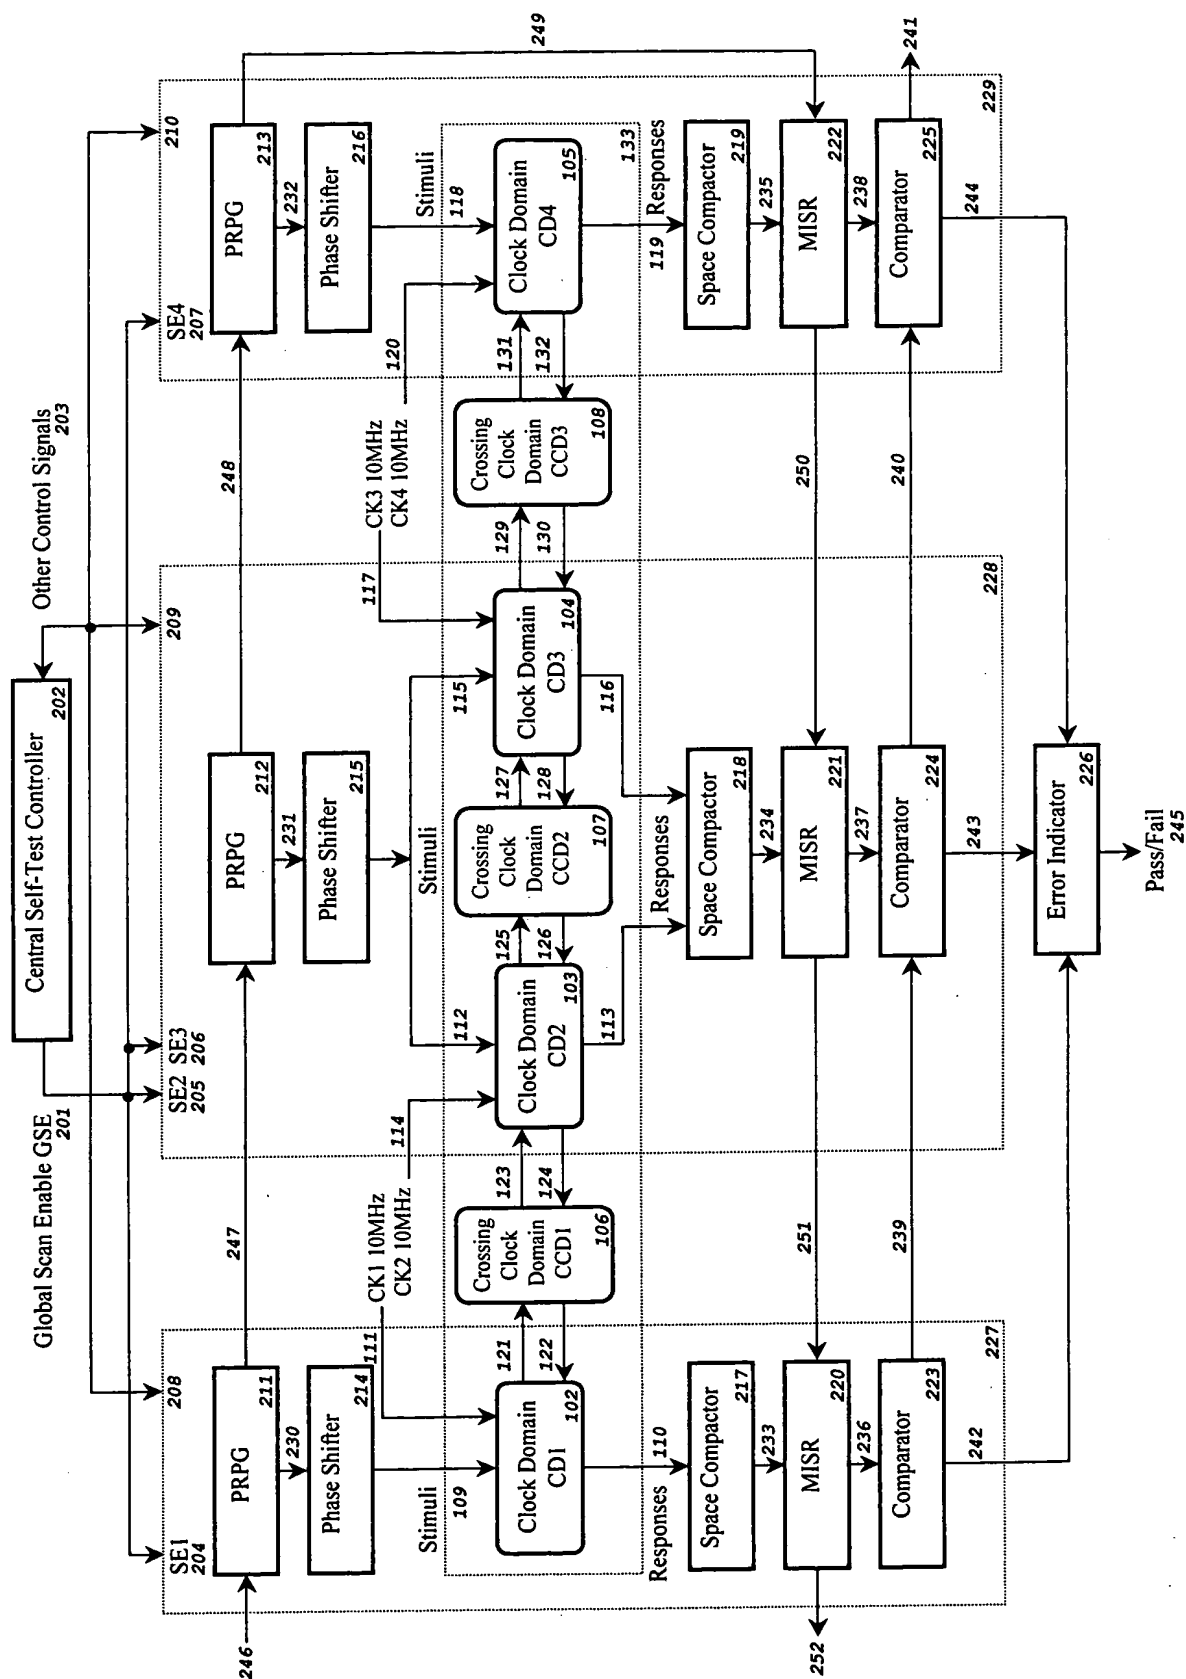 Central Self-Test Controller
202
Global Scan Enable GSE
201
Other Control Signals
203
SE1
204
208
SE2
205
SE3
206
209
SE4
207
210
246
PRPG
211
247
PRPG
212
248
PRPG
213
249
230
231
232
Phase Shifter
214
Phase Shifter
215
Phase Shifter
216
Stimuli
109
111
CK1 10MHz
CK2 10MHz
114
112
Stimuli
115
117
CK3 10MHz
CK4 10MHz
120
Stimuli
118
Clock Domain
CD1
102
121
122
Crossing
Clock
Domain
CCD1
106
123
124
Clock Domain
CD2
103
125
126
Crossing
Clock
Domain
CCD2
107
127
128
Clock Domain
CD3
104
129
130
Crossing
Clock
Domain
CCD3
108
131
132
Clock Domain
CD4
105
133
Responses
110
113
Responses
116
119
Responses
Space Compactor
217
Space Compactor
218
Space Compactor
219
233
234
235
252
MISR
220
251
MISR
221
250
MISR
222
236
237
238
Comparator
223
239
Comparator
224
240
Comparator
225
241
227
228
229
242
243
244
Error Indicator
226
Pass/Fail
245